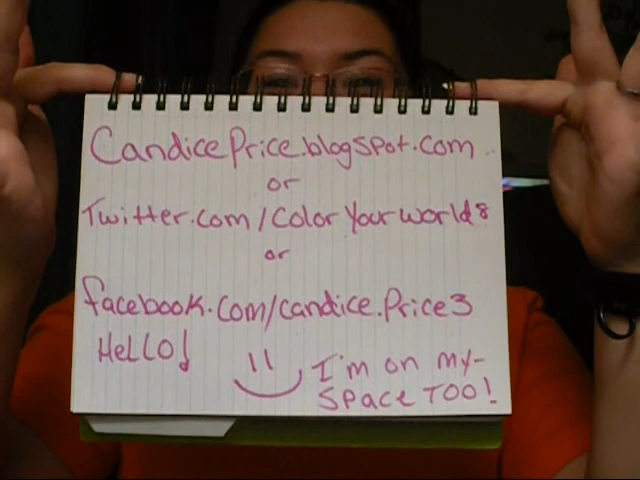 CandicePrice.blogspot.com
or
Twitter.com/ColorYourWorld8
or
facebook.com/candice.Price3
HeLLO!
I'm on my-
Space TOO!